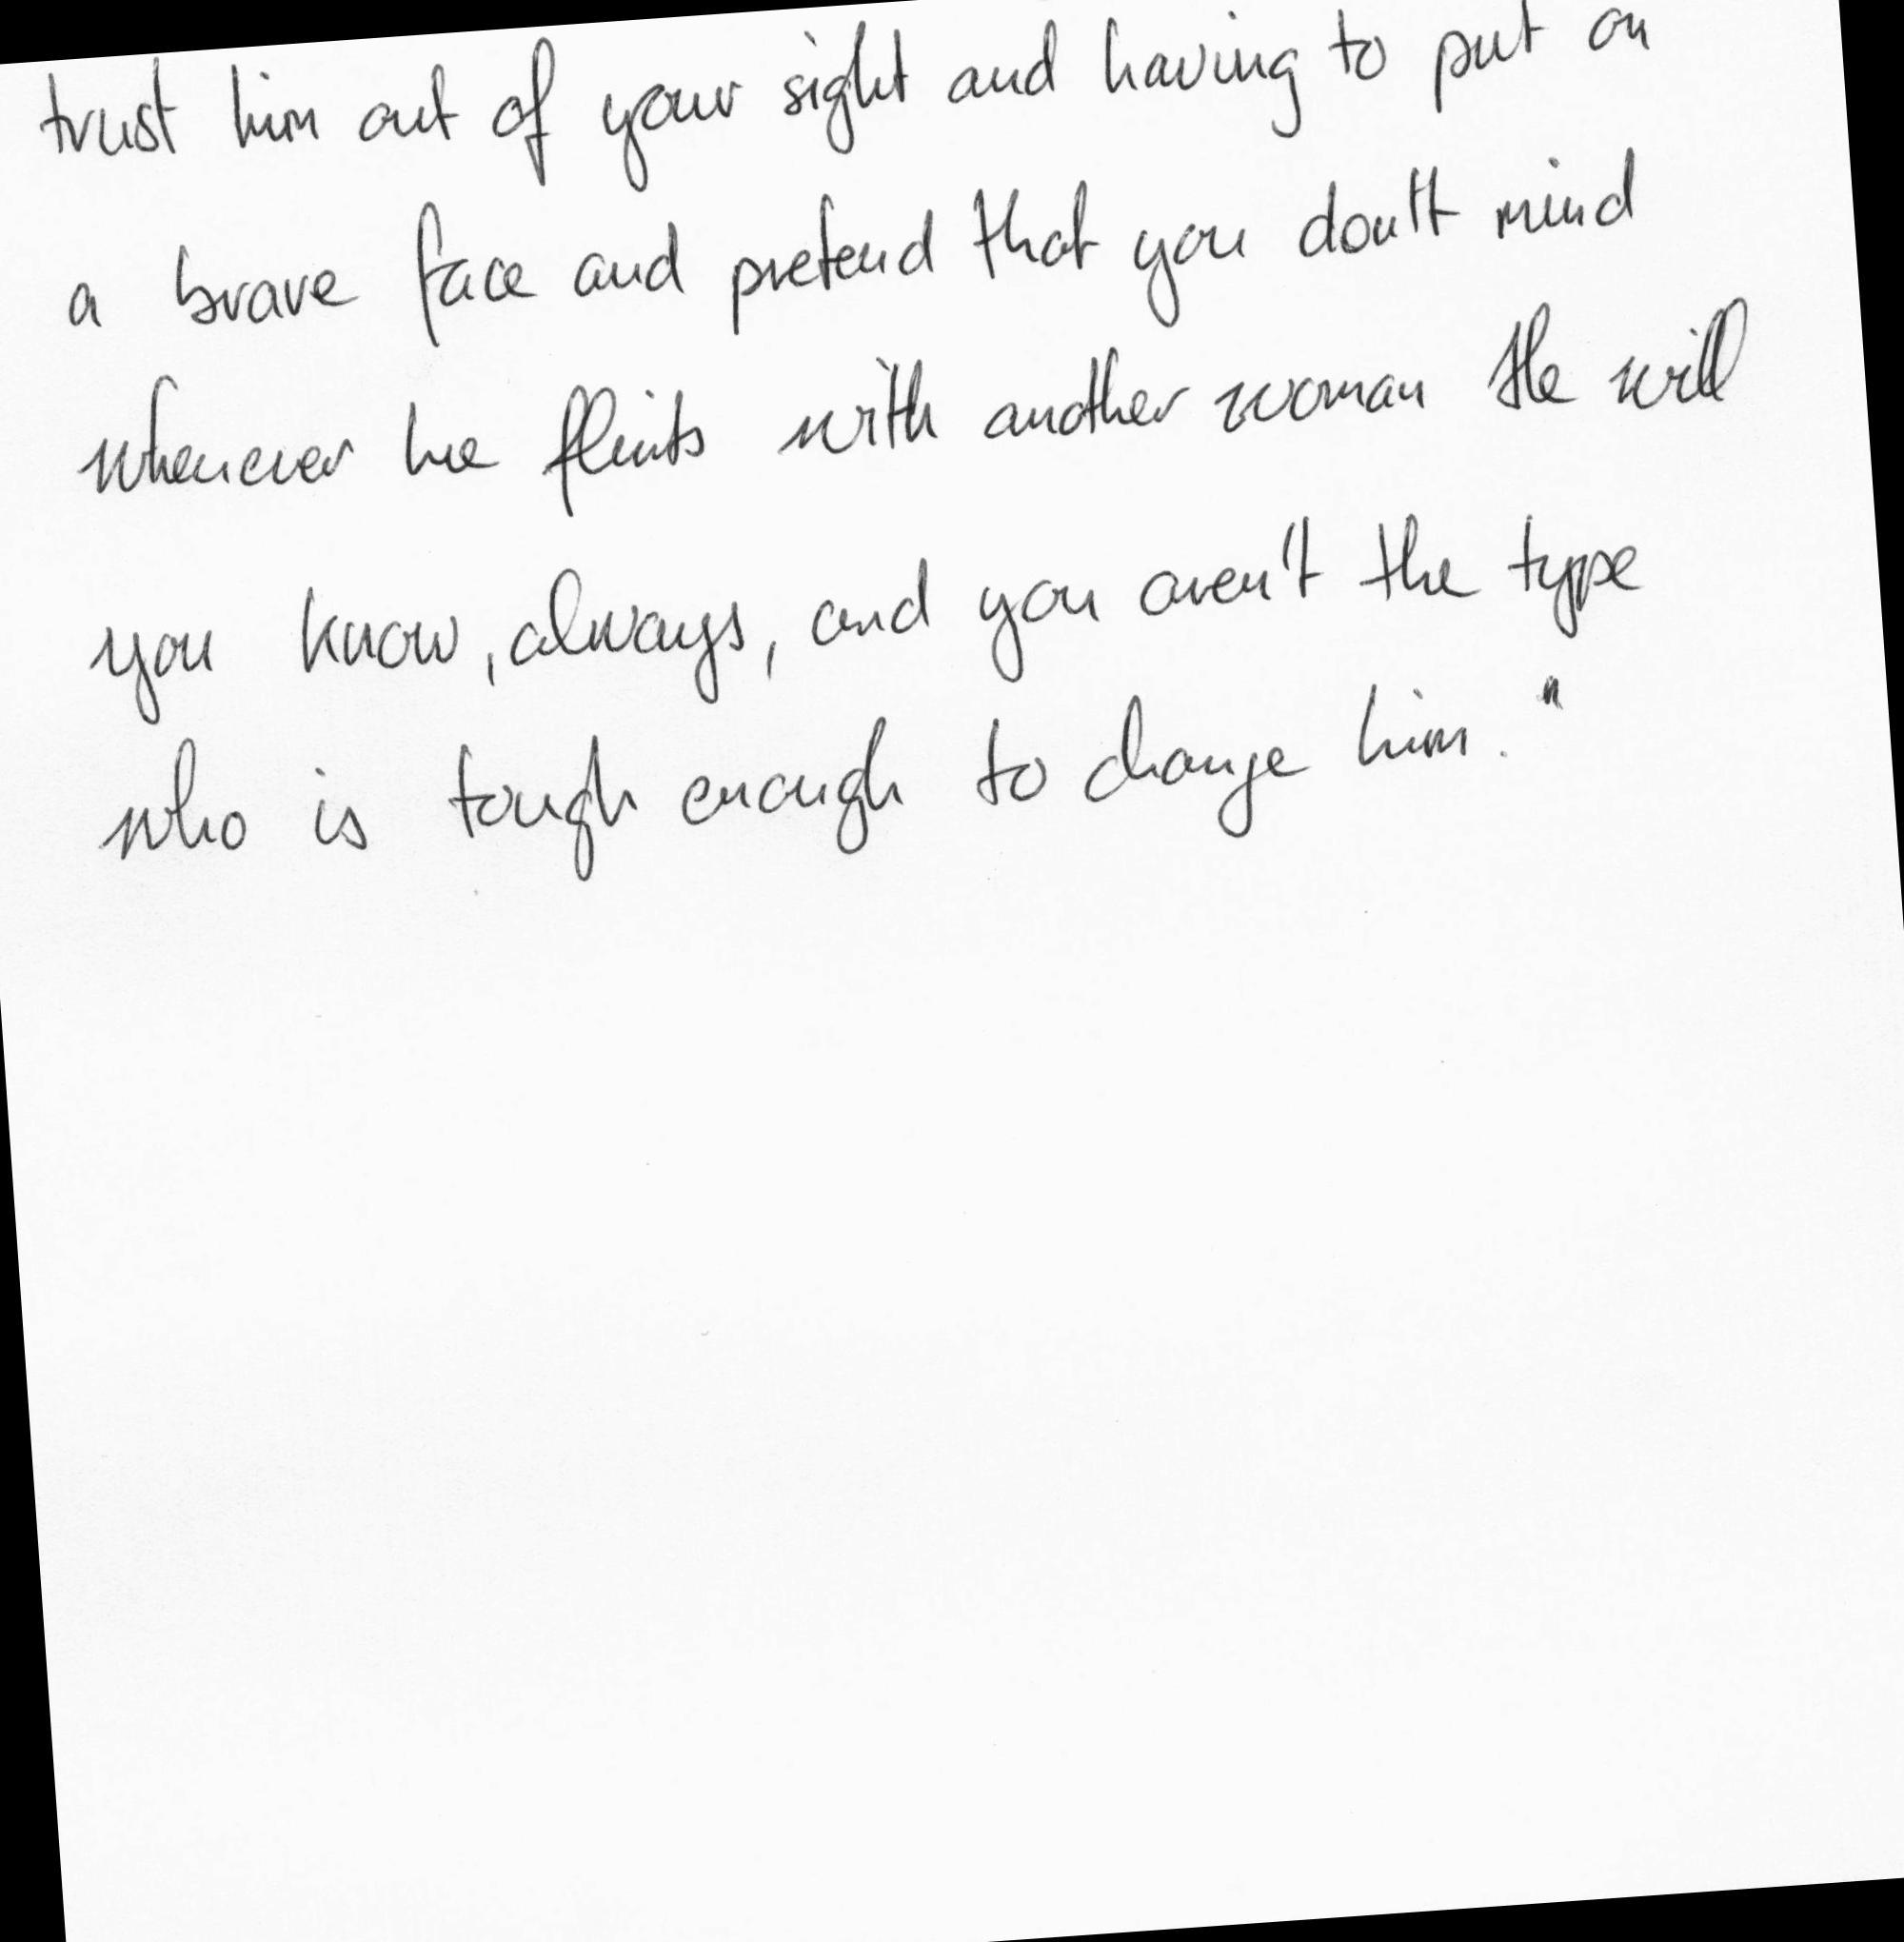 trust him out of your sight and having to put on
a brave face and pretend that you don't mind
whenever he flirts with another woman He will
you know, always, and you aren't the type
who is tough enough to change him."